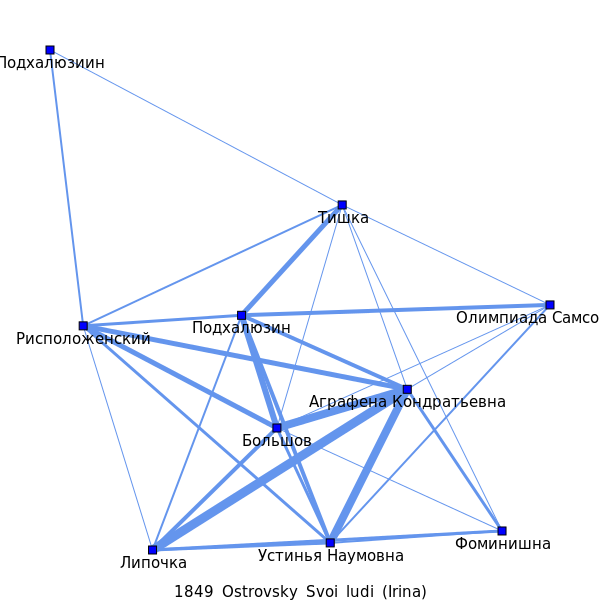 Подхалюзиин
Тишка
Олимпиада Самсо
Подхалюзин
Рисположенский
Аграфена Кондратьевна
Большов
Фоминишна
Устинья Наумовна
Липочка
1849 Ostrovsky Svoi ludi (Irina)